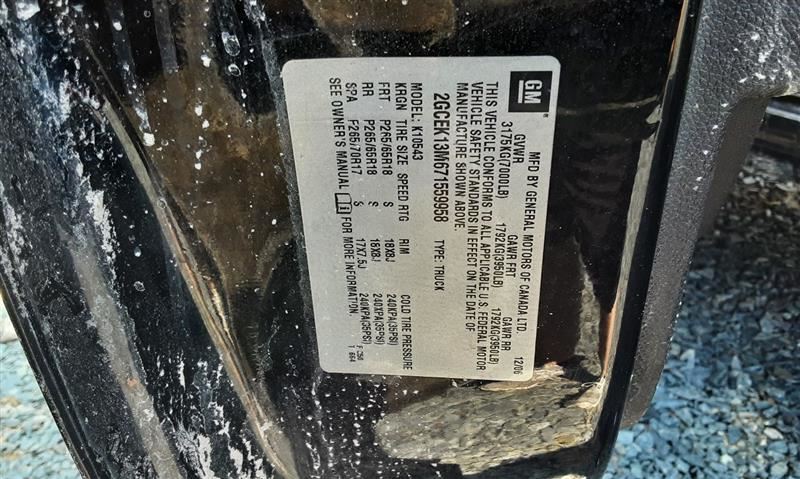 GM
MFD BY GENERAL MOTORS OF CANADA LTD
12/06
GVWR GAWR FRT GAWR RR
3175KG(7000LB) 1792KG(3950LB) 1792KG(3950LB)
THIS VEHICLE CONFORMS TO ALL APPLICABLE U.S. FEDERAL MOTOR
VEHICLE SAFETY STANDARDS IN EFFECT ON THE DATE OF
MANUFACTURE SHOWN ABOVE.
2GCEK13M671559958 TYPE: TRUCK
MODEL: K10543
KRGN TIRE SIZE SPEED RTG RIM COLD TIRE PRESSURE
FRT P265/65R18 S 18X8J 240KPA(35PSI)
RR P265/65R18 S 18X8J 240KPA(35PSI)
SPA P265/70R17 S 17X7.5J 240KPA(35PSI)
SEE OWNER'S MANUAL FOR MORE INFORMATION.